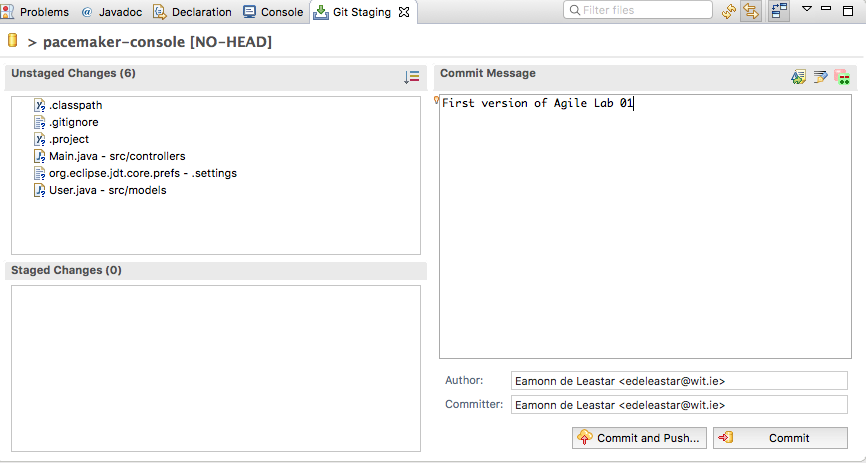 Problems @ Javadoc Declaration Console Git Staging
Filter files
> pacemaker-console [NO-HEAD]
Unstaged Changes (6)
.classpath
.gitignore
.project
Main.java - src/controllers
org.eclipse.jdt.core.prefs - .settings
User.java - src/models
Staged Changes (0)
Commit Message
First version of Agile Lab 01
Author: Eamonn de Leastar <edeleastar@wit.ie>
Committer: Eamonn de Leastar <edeleastar@wit.ie>
Commit and Push... Commit